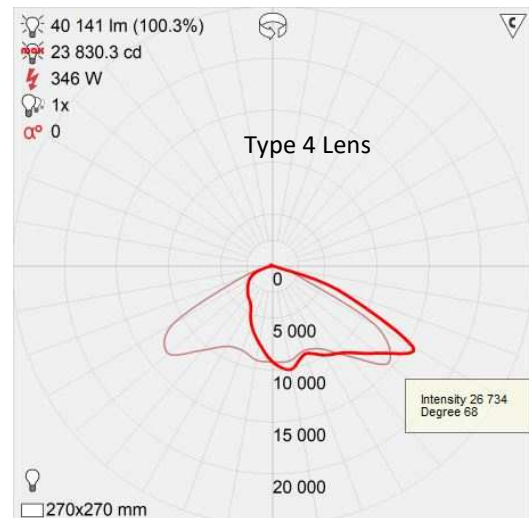 40 141 lm (100.3%)
max 23 830.3 cd
346 W
1x
α° 0
C
Type 4 Lens
0
5 000
10 000
15 000
20 000
Intensity 26 734
Degree 68
270x270 mm